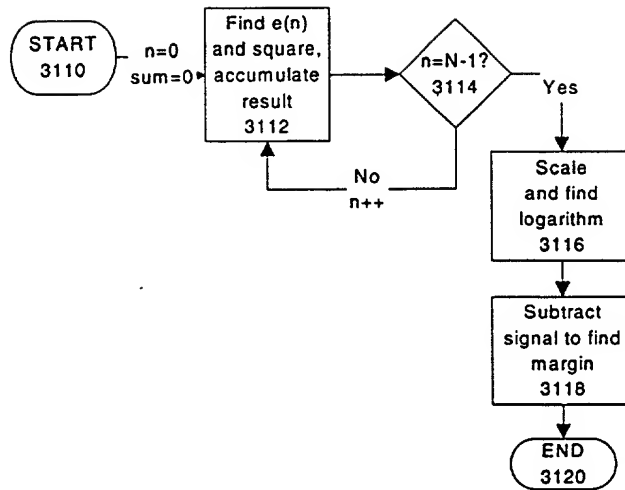 START
3110
n=0
sum=0
Find e(n)
and square,
accumulate
result
3112
n=N-1?
3114
Yes
No
n++
Scale
and find
logarithm
3116
Subtract
signal to find
margin
3118
END
3120